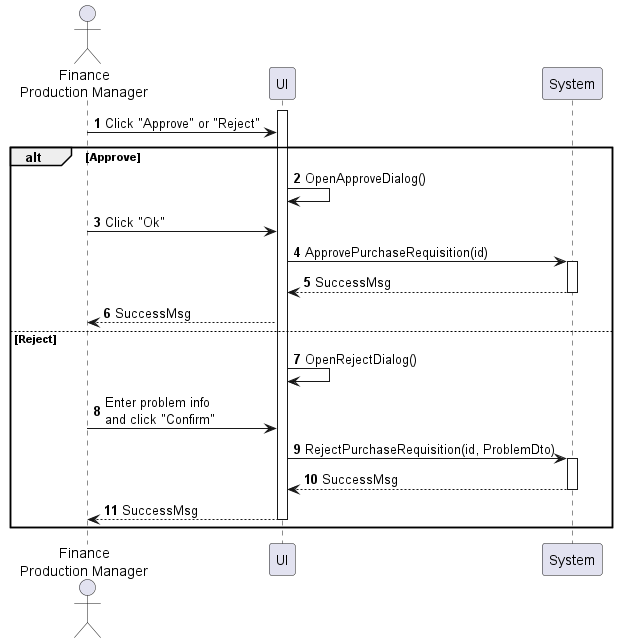 Finance
Production Manager
UI
System
1 Click "Approve" or "Reject"
alt [Approve]
2 OpenApproveDialog()
3 Click "Ok"
4 ApprovePurchaseRequisition(id)
5 SuccessMsg
6 SuccessMsg
[Reject]
7 OpenRejectDialog()
8 Enter problem info
and click "Confirm"
9 RejectPurchaseRequisition(id, ProblemDto)
10 SuccessMsg
11 SuccessMsg
Finance
Production Manager
UI
System